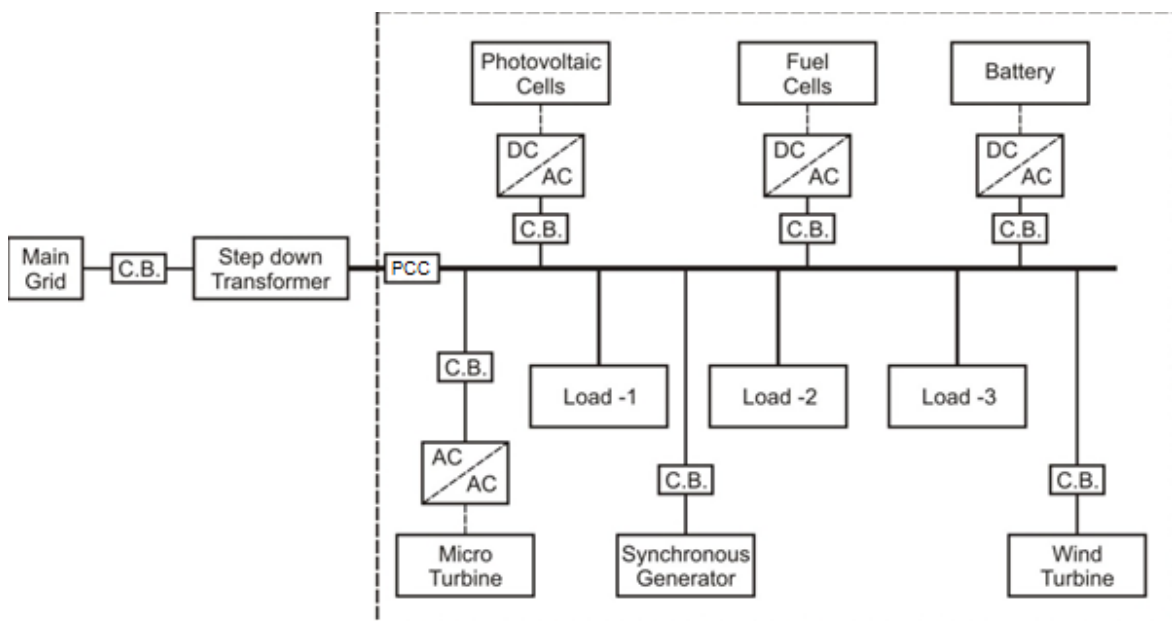 Photovoltaic
Cells
Fuel
Cells
Battery
DC
AC
DC
AC
DC
AC
C.B.
C.B.
C.B.
Main
Grid
C.B.
Step down
Transformer
PCC
C.B.
Load -1
Load -2
Load -3
AC
AC
C.B.
C.B.
Micro
Turbine
Synchronous
Generator
Wind
Turbine